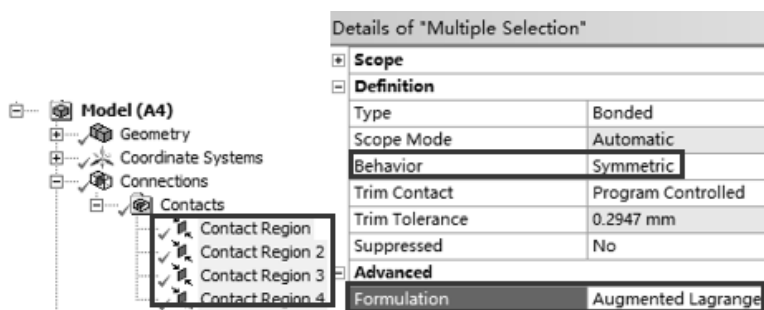 Model (A4)
Geometry
Coordinate Systems
Connections
Contacts
Contact Region
Contact Region 2
Contact Region 3
Contact Region 4
Details of "Multiple Selection"
Scope
Definition
Type Bonded
Scope Mode Automatic
Behavior Symmetric
Trim Contact Program Controlled
Trim Tolerance 0.2947 mm
Suppressed No
Advanced
Formulation Augmented Lagrange